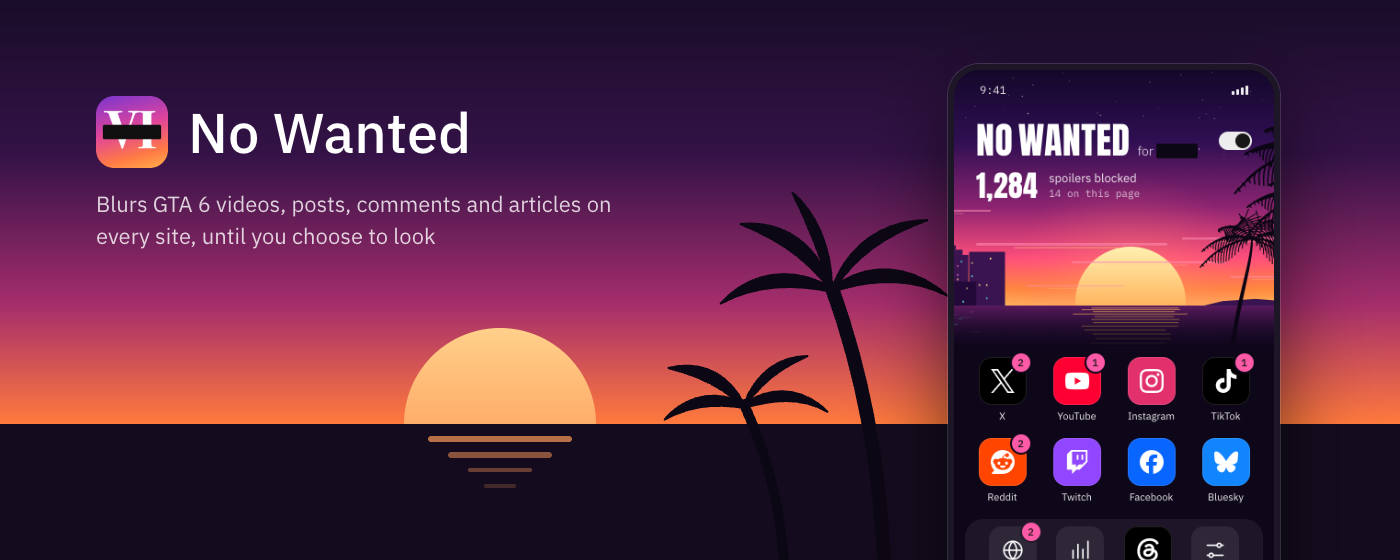 VI
No Wanted
Blurs GTA 6 videos, posts, comments and articles on
every site, until you choose to look
9:41
NO WANTED for
1,284 spoilers blocked
14 on this page
2
1
1
X
YouTube
Instagram
TikTok
2
Reddit
Twitch
Facebook
Bluesky
2